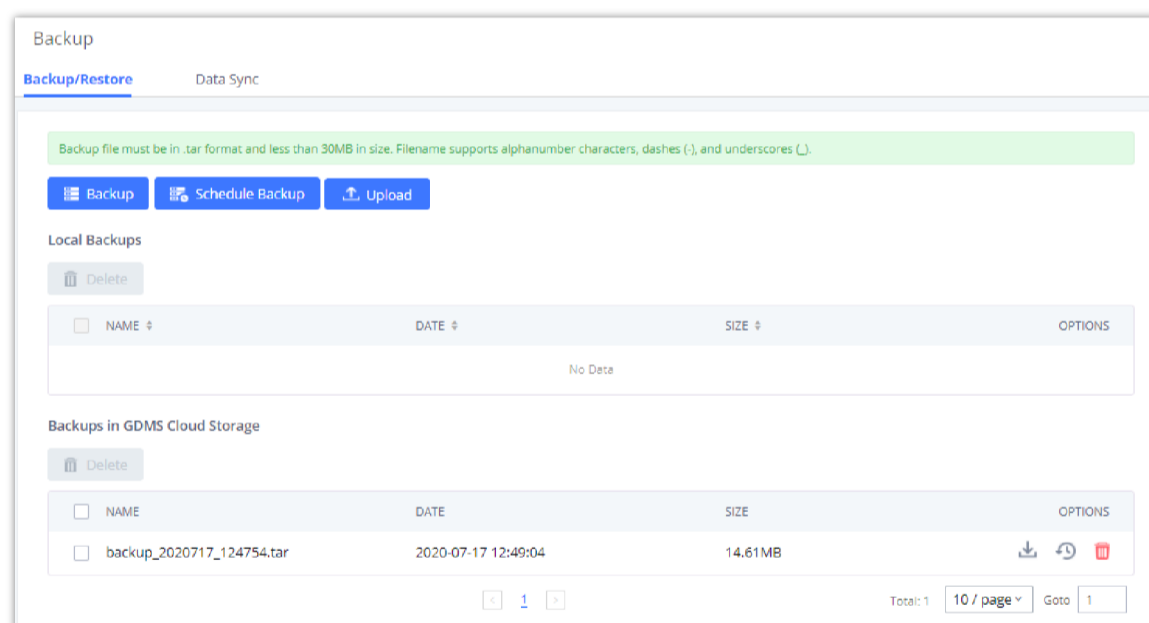 Backup
Backup/Restore Data Sync
Backup file must be in .tar format and less than 30MB in size. Filename supports alphanumber characters, dashes (-), and underscores (_).
Backup Schedule Backup Upload
Local Backups
Delete
NAME DATE SIZE OPTIONS
No Data
Backups in GDMS Cloud Storage
Delete
NAME DATE SIZE OPTIONS
backup_2020717_124754.tar 2020-07-17 12:49:04 14.61MB
< 1 > Total: 1 10 / page Goto 1